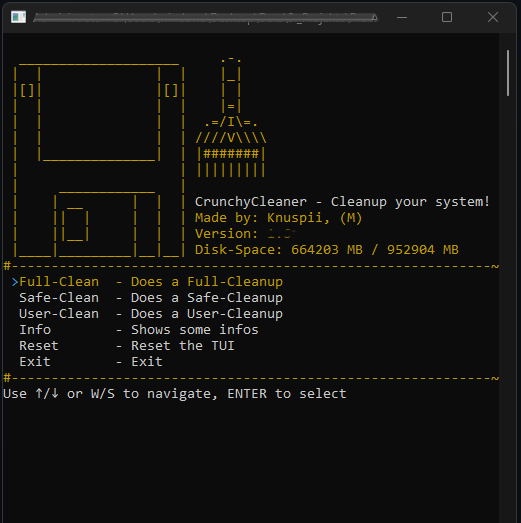 CrunchyCleaner - Cleanup your system!
Made by: Knuspii, (M)
Version:
Disk-Space: 664203 MB / 952904 MB
#------------------------------------------------------------~
>Full-Clean  - Does a Full-Cleanup
Safe-Clean  - Does a Safe-Cleanup
User-Clean  - Does a User-Cleanup
Info        - Shows some infos
Reset       - Reset the TUI
Exit        - Exit
#------------------------------------------------------------~
Use ↑/↓ or W/S to navigate, ENTER to select